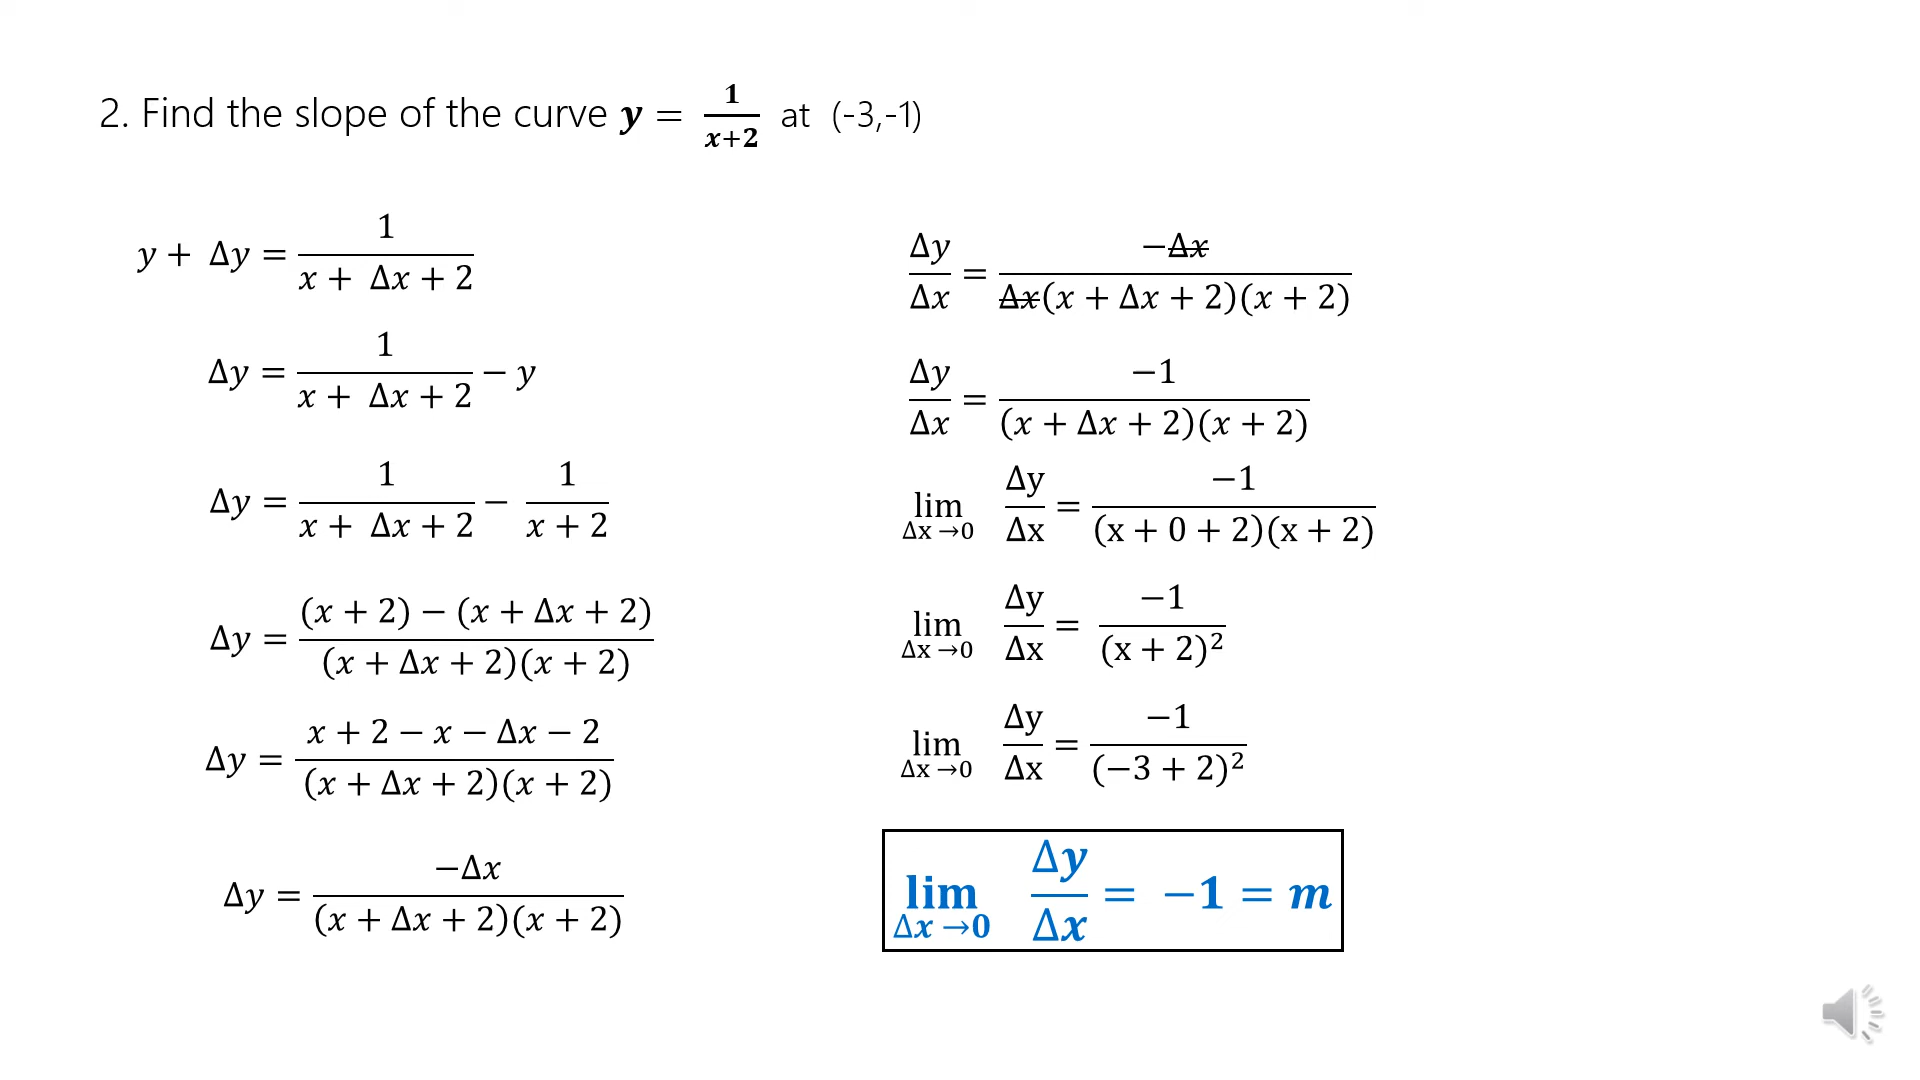 2. Find the slope of the curve y = 1/(x+2) at (-3,-1)
y + Δy = 1/(x + Δx + 2)
Δy = 1/(x + Δx + 2) − y
Δy = 1/(x + Δx + 2) − 1/(x + 2)
Δy = ((x + 2) − (x + Δx + 2))/((x + Δx + 2)(x + 2))
Δy = (x + 2 − x − Δx − 2)/((x + Δx + 2)(x + 2))
Δy = −Δx/((x + Δx + 2)(x + 2))
Δy/Δx = −Δx/(Δx(x + Δx + 2)(x + 2))
Δy/Δx = −1/((x + Δx + 2)(x + 2))
lim Δx→0 Δy/Δx = −1/((x + 0 + 2)(x + 2))
lim Δx→0 Δy/Δx = −1/(x + 2)²
lim Δx→0 Δy/Δx = −1/(−3 + 2)²
lim Δx→0 Δy/Δx = −1 = m